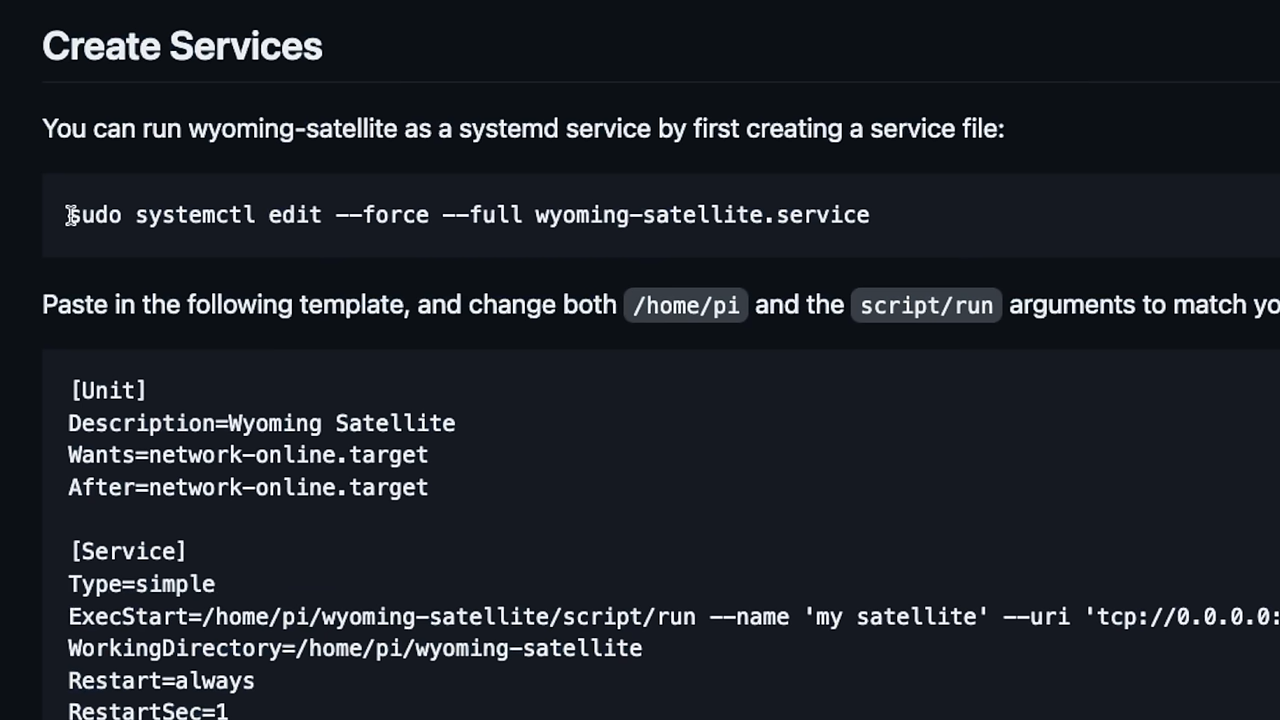 Create Services
You can run wyoming-satellite as a systemd service by first creating a service file:
sudo systemctl edit --force --full wyoming-satellite.service
Paste in the following template, and change both /home/pi and the script/run arguments to match yo
[Unit]
Description=Wyoming Satellite
Wants=network-online.target
After=network-online.target
[Service]
Type=simple
ExecStart=/home/pi/wyoming-satellite/script/run --name 'my satellite' --uri 'tcp://0.0.0.0:
WorkingDirectory=/home/pi/wyoming-satellite
Restart=always
RestartSec=1